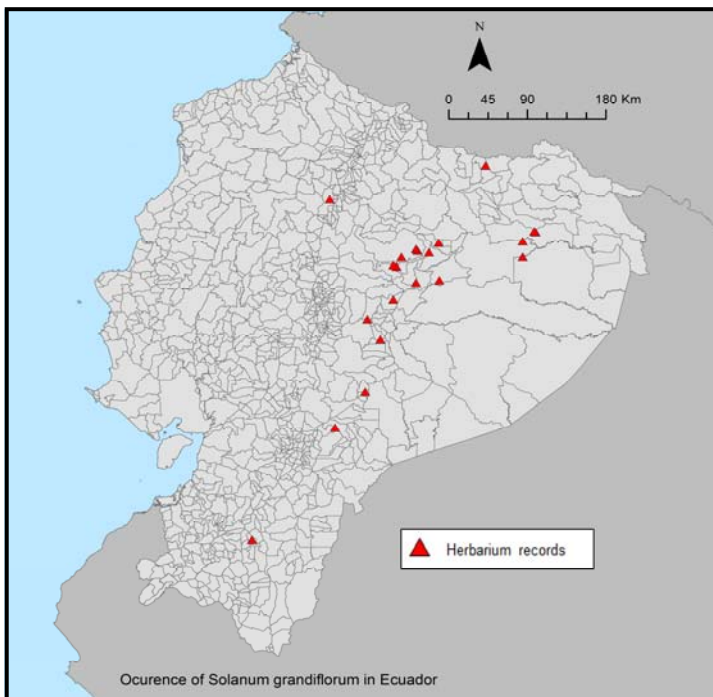 N
0 45 90 180 Km
Herbarium records
Ocurence of Solanum grandiflorum in Ecuador